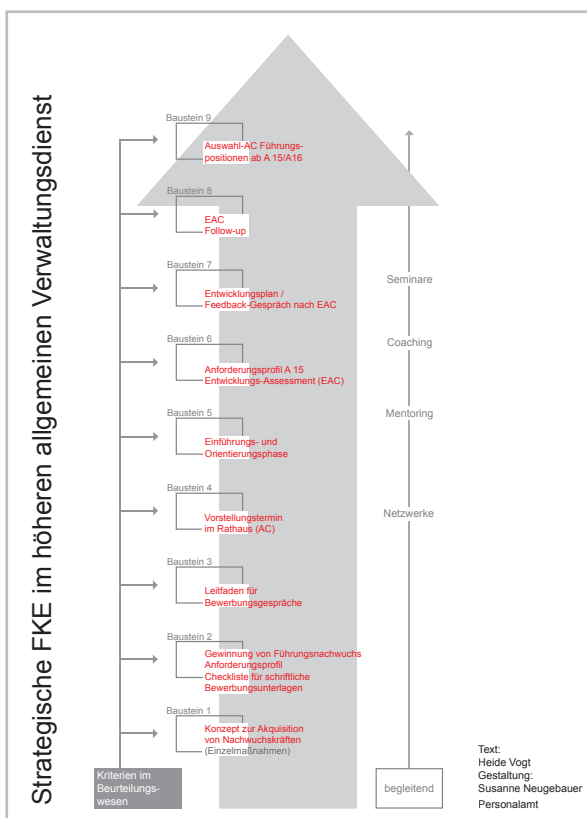 Strategische FKE im höheren allgemeinen Verwaltungsdienst
Baustein 9
Auswahl-AC Führungs-
positionen ab A 15/A16
Baustein 8
EAC
Follow-up
Baustein 7
Entwicklungsplan /
Feedback-Gespräch nach EAC
Baustein 6
Anforderungsprofil A 15
Entwicklungs-Assessment (EAC)
Baustein 5
Einführungs- und
Orientierungsphase
Baustein 4
Vorstellungstermin
im Rathaus (AC)
Baustein 3
Leitfaden für
Bewerbungsgespräche
Baustein 2
Gewinnung von Führungsnachwuchs
Anforderungsprofil
Checkliste für schriftliche
Bewerbungsunterlagen
Baustein 1
Konzept zur Akquisition
von Nachwuchskräften
(Einzelmaßnahmen)
Kriterien im
Beurteilungs-
wesen
Seminare
Coaching
Mentoring
Netzwerke
begleitend
Text:
Heide Vogt
Gestaltung:
Susanne Neugebauer
Personalamt